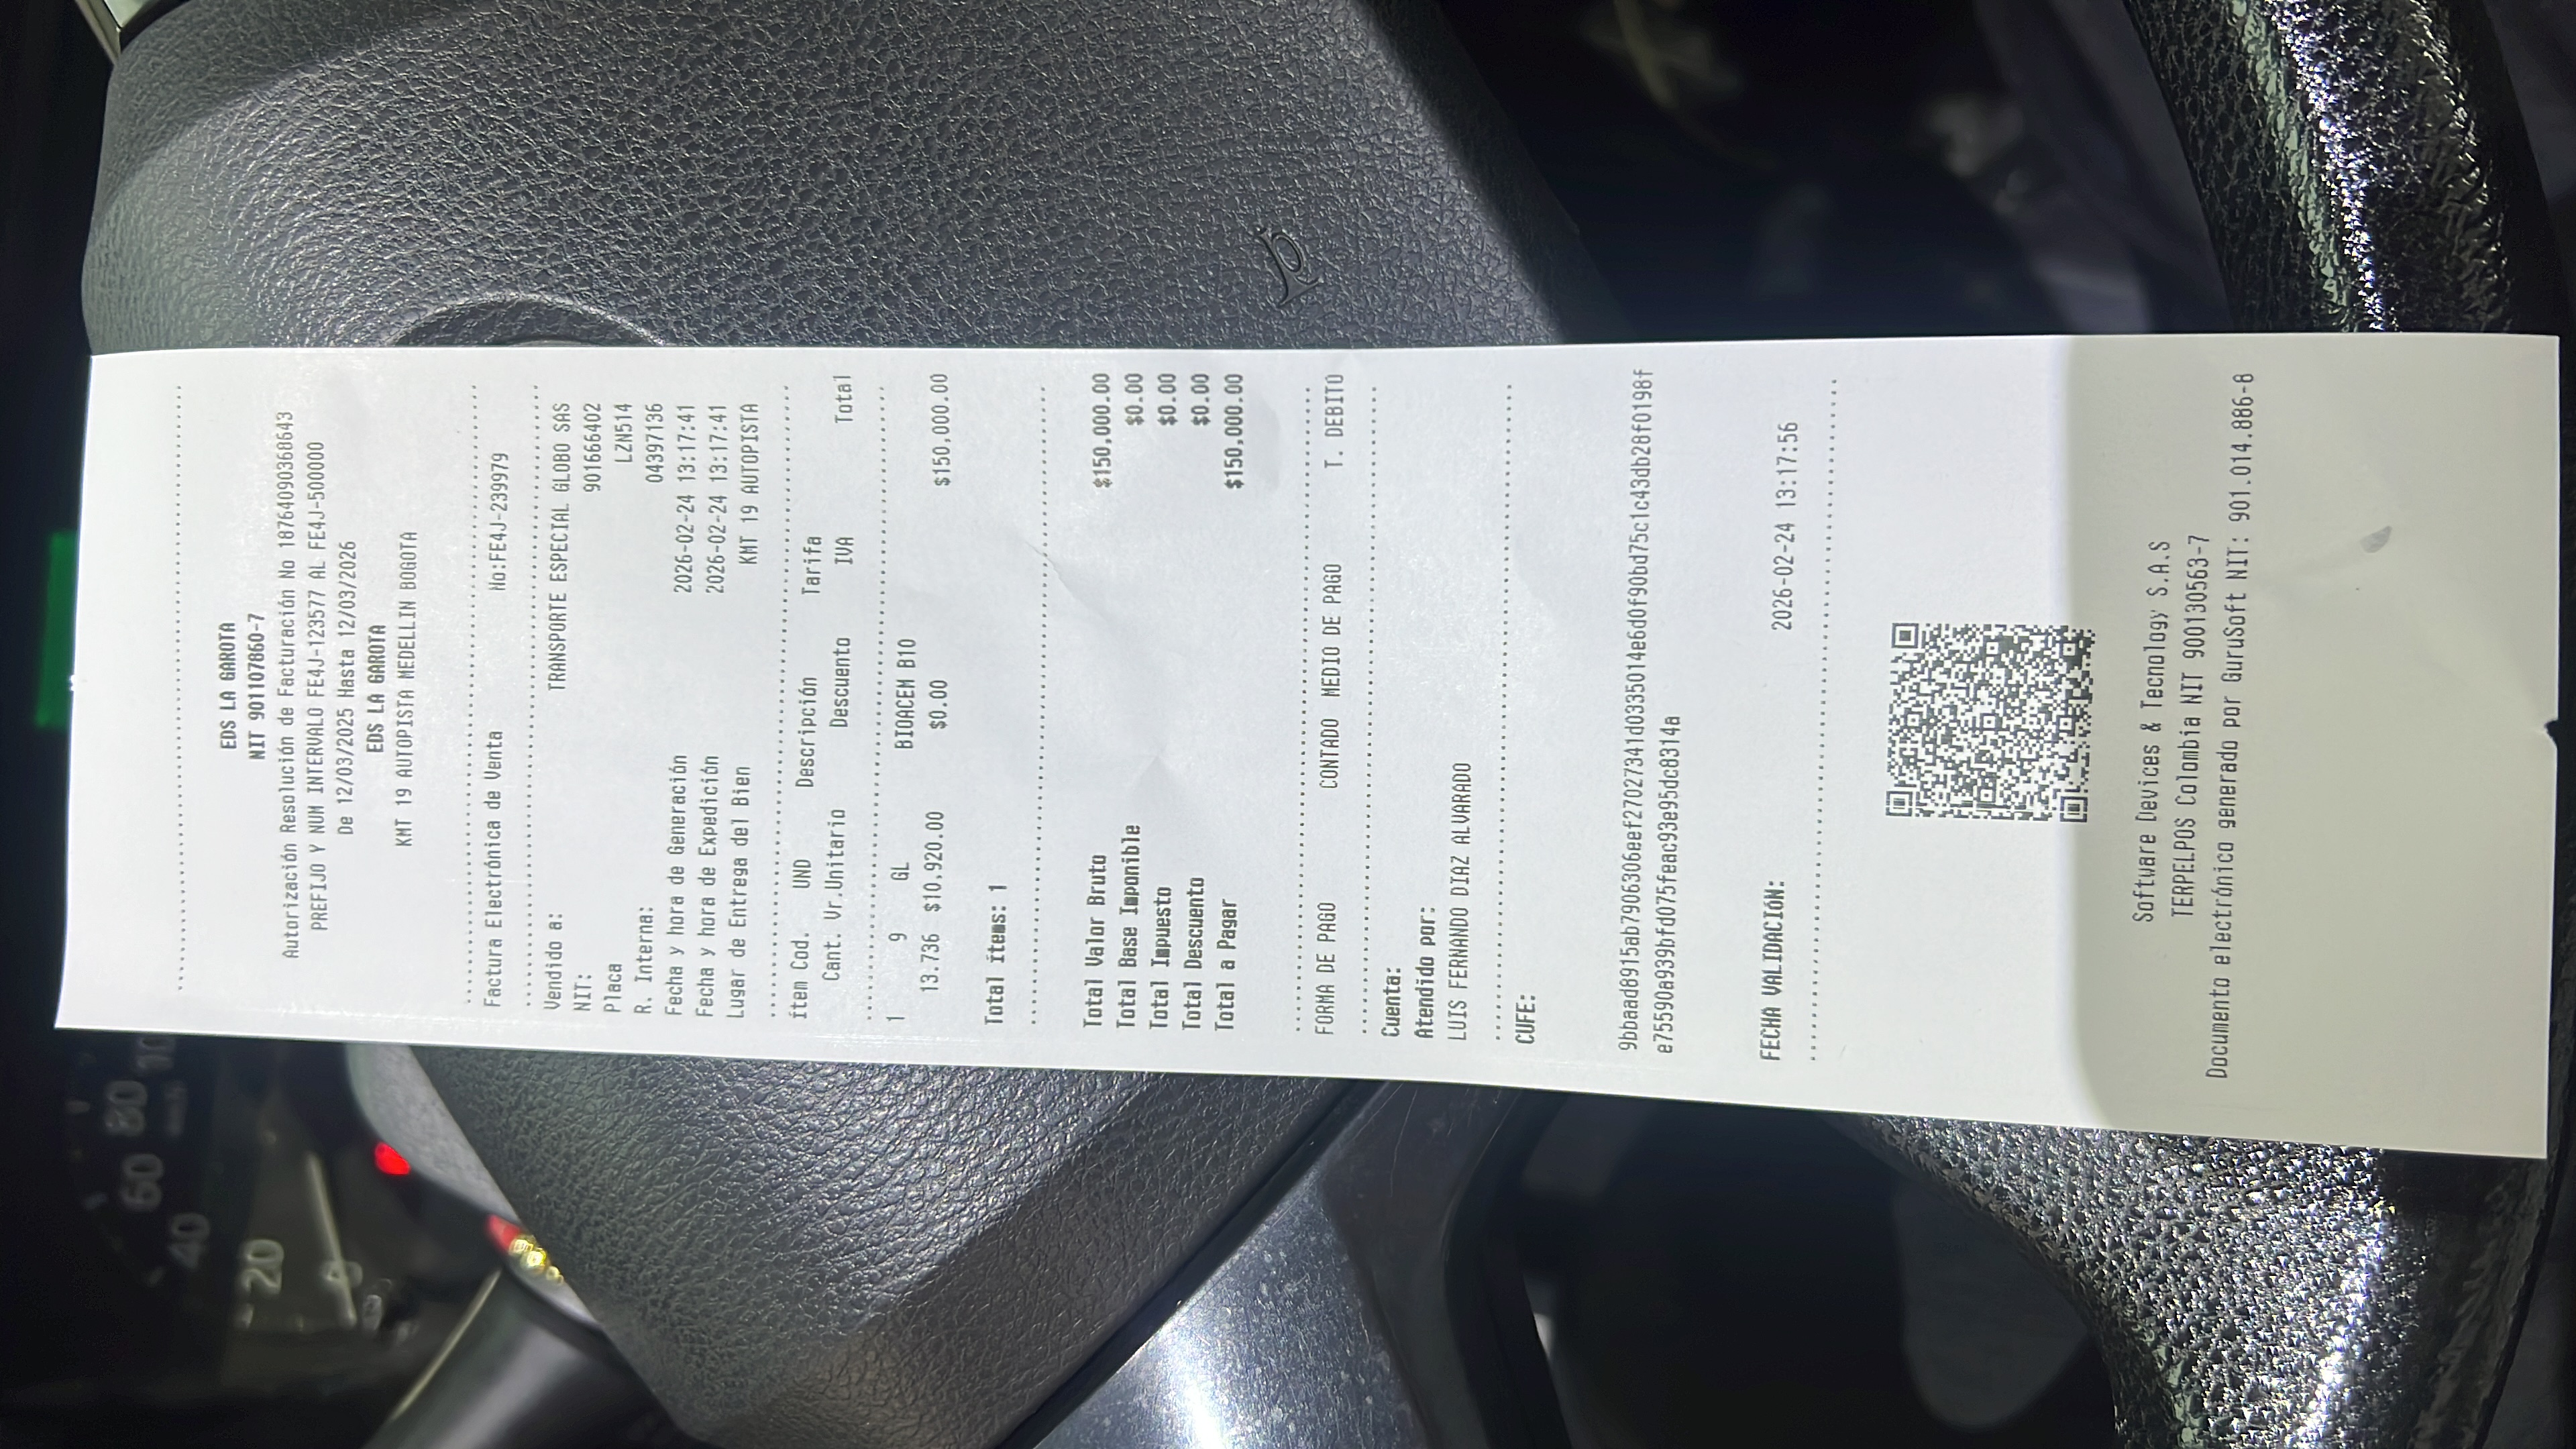 EDS LA GAROTA
NIT 901107860-7
Autorización Resolución de Facturación No 18764090368643
PREFIJO Y NUM INTERVALO FE4J-123577 AL FE4J-500000
De 12/03/2025 Hasta 12/03/2026
EDS LA GAROTA
KMT 19 AUTOPISTA MEDELLIN BOGOTA
Factura Electrónica de Venta No:FE4J-239979
Vendido a: TRANSPORTE ESPECIAL GLOBO SAS
NIT: 901666402
Placa LZN514
R. Interna: 04397136
Fecha y hora de Generación 2026-02-24 13:17:41
Fecha y hora de Expedición 2026-02-24 13:17:41
Lugar de Entrega del Bien KMT 19 AUTOPISTA
Ítem Cod. UND Descripción Tarifa
Cant. Vr.Unitario Descuento IVA Total
1 9 GL BIOACEM B10
13.736 $10,920.00 $0.00 $150,000.00
Total ítems: 1
Total Valor Bruto $150,000.00
Total Base Imponible $0.00
Total Impuesto $0.00
Total Descuento $0.00
Total a Pagar $150,000.00
FORMA DE PAGO CONTADO MEDIO DE PAGO T. DEBITO
Cuenta:
Atendido por:
LUIS FERNANDO DIAZ ALVARADO
CUFE:
9bbaad8915ab7906306eef27027341d0335014e6d0f90bd75c1c43db28f0198f
e75590a939bfd075feac93e95dc8314a
FECHA VALIDACIÓN: 2026-02-24 13:17:56
Software Devices & Tecnology S.A.S
TERPELPOS Colombia NIT 900130563-7
Documento electrónico generado por GuruSoft NIT: 901.014.886-8
20
40
60
80